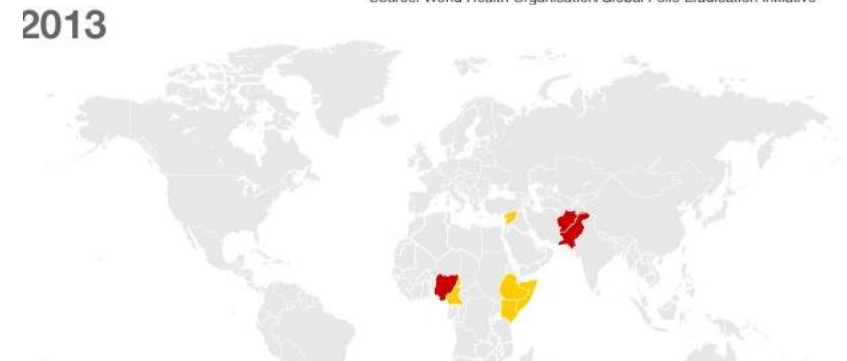 Source: World Health Organisation/Global Polio Eradication Initiative
2013